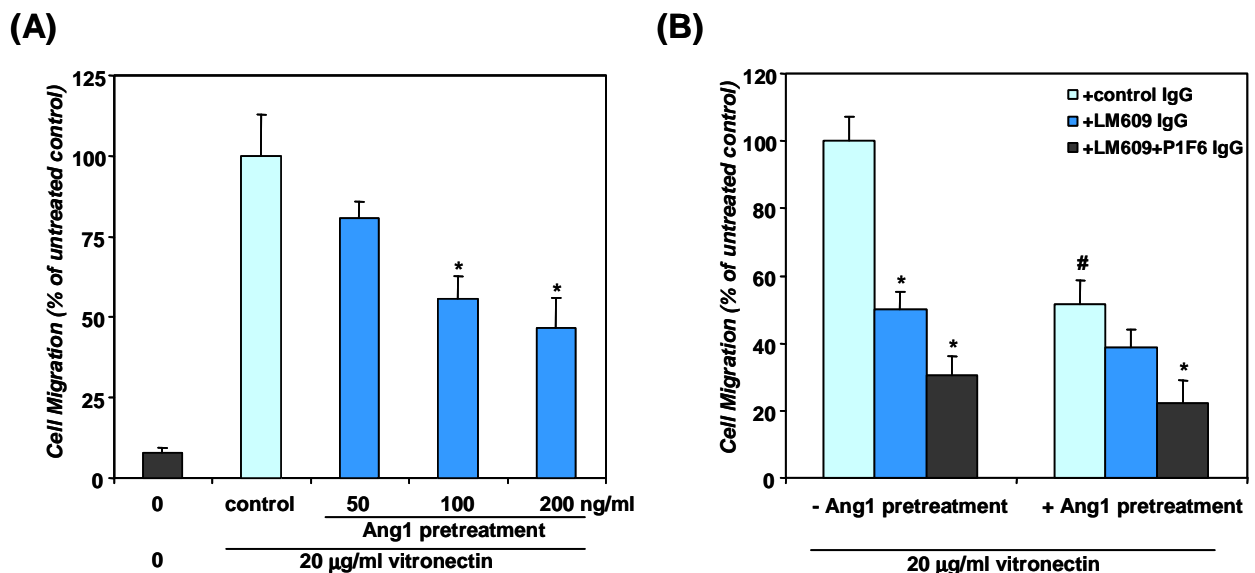 (A)
Cell Migration (% of untreated control)
125
100
75
50
25
0
*
*
0 control 50 100 200 ng/ml
Ang1 pretreatment
0 20 µg/ml vitronectin
(B)
Cell Migration (% of untreated control)
120
100
80
60
40
20
0
+control IgG
+LM609 IgG
+LM609+P1F6 IgG
*
*
#
*
- Ang1 pretreatment + Ang1 pretreatment
20 µg/ml vitronectin